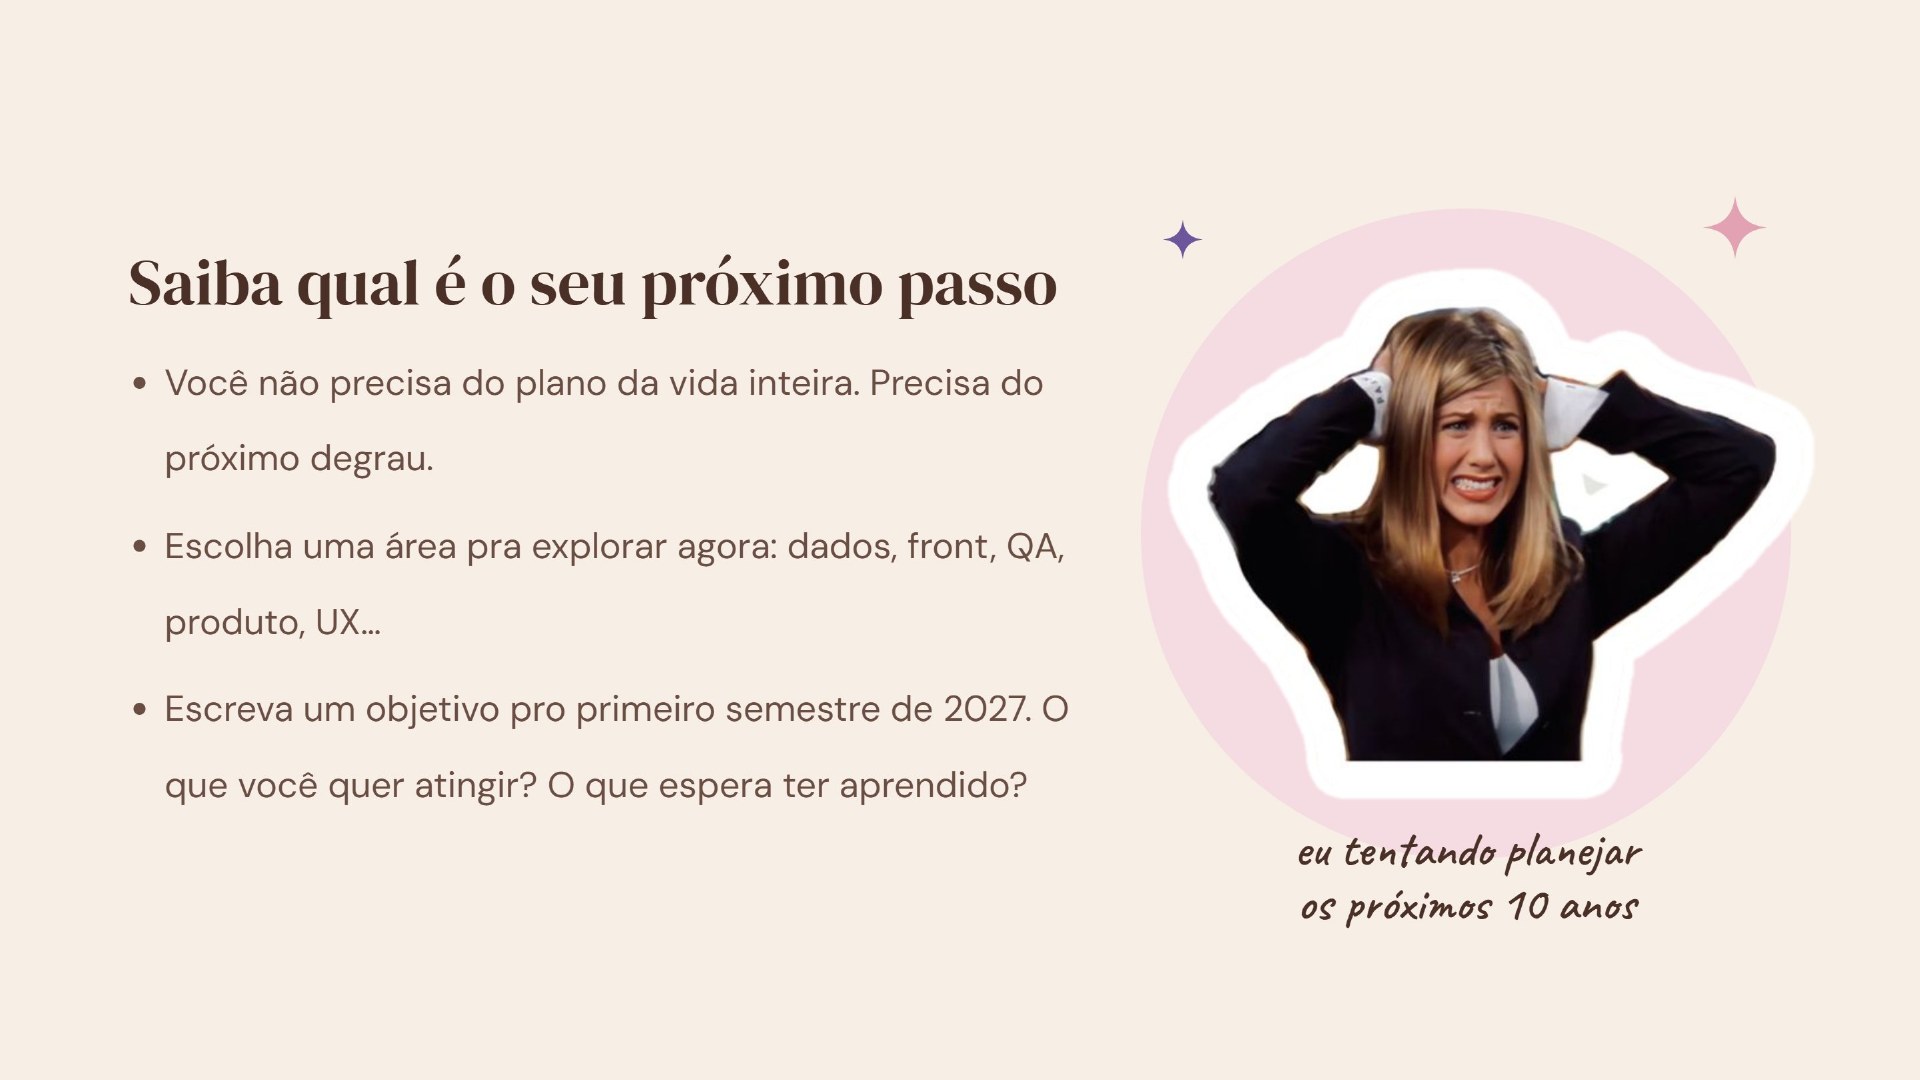 Saiba qual é o seu próximo passo
• Você não precisa do plano da vida inteira. Precisa do
próximo degrau.
• Escolha uma área pra explorar agora: dados, front, QA,
produto, UX...
• Escreva um objetivo pro primeiro semestre de 2027. O
que você quer atingir? O que espera ter aprendido?
eu tentando planejar
os próximos 10 anos